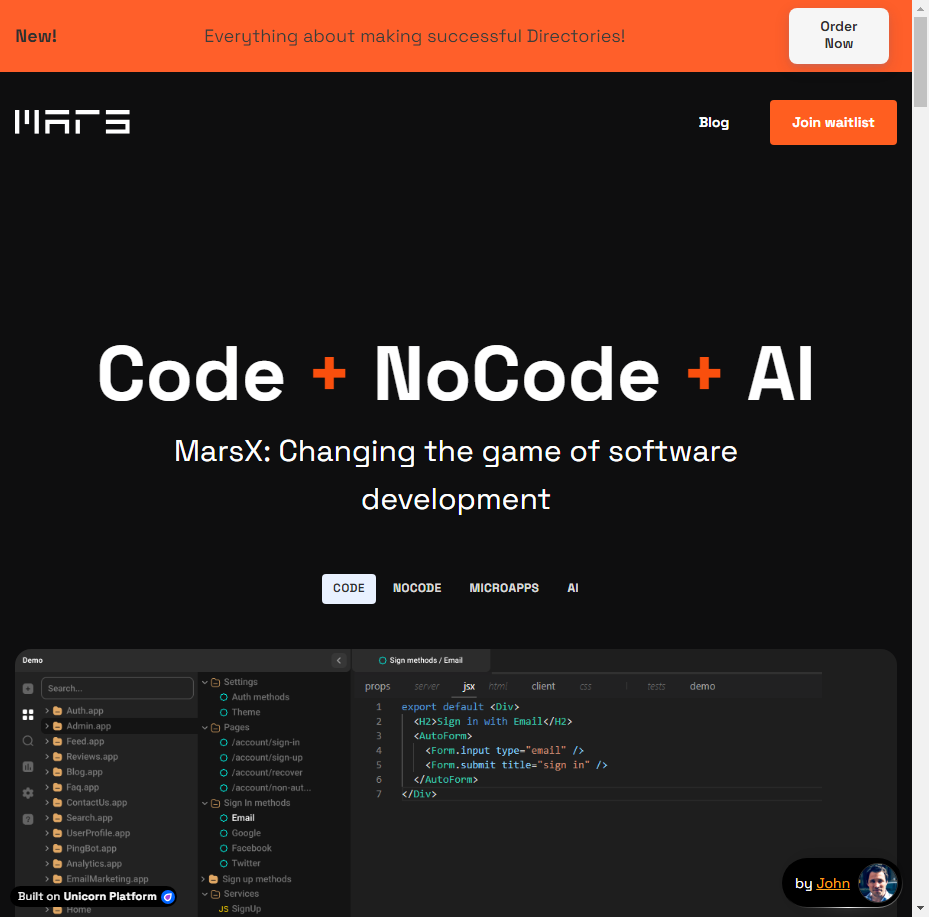 New!
Everything about making successful Directories!
Order
Now
Mars
Blog
Join waitlist
Code + NoCode + AI
MarsX: Changing the game of software
development
CODE
NOCODE
MICROAPPS
AI
Demo
Search...
Auth.app
Admin.app
Feed.app
Reviews.app
Blog.app
Faq.app
ContactUs.app
Search.app
UserProfile.app
PingBot.app
Analytics.app
EmailMarketing.app
Home
Settings
Auth methods
Theme
Pages
/account/sign-in
/account/sign-up
/account/recover
/account/non-aut...
Sign In methods
Email
Google
Facebook
Twitter
Sign up methods
Services
JS SignUp
Sign methods / Email
props server jsx html client css tests demo
1 export default <Div>
2 <H2>Sign in with Email</H2>
3 <AutoForm>
4 <Form.input type="email" />
5 <Form.submit title="sign in" />
6 </AutoForm>
7 </Div>
Built on Unicorn Platform
by John